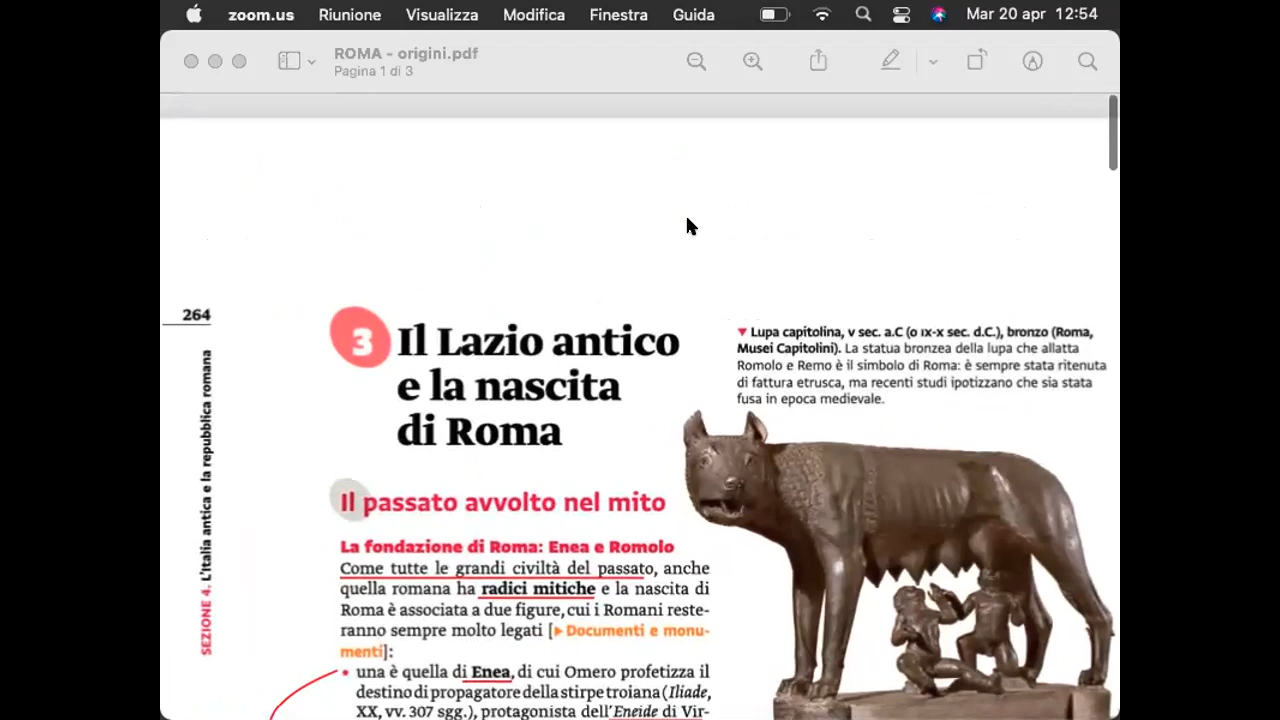 zoom.us Riunione Visualizza Modifica Finestra Guida Mar 20 apr 12:54
ROMA - origini.pdf
Pagina 1 di 3
264
SEZIONE 4. L'Italia antica e la repubblica romana
3 Il Lazio antico
e la nascita
di Roma
▼ Lupa capitolina, V sec. a.C (o IX-X sec. d.C.), bronzo (Roma,
Musei Capitolini). La statua bronzea della lupa che allatta
Romolo e Remo è il simbolo di Roma: è sempre stata ritenuta
di fattura etrusca, ma recenti studi ipotizzano che sia stata
fusa in epoca medievale.
Il passato avvolto nel mito
La fondazione di Roma: Enea e Romolo
Come tutte le grandi civiltà del passato, anche
quella romana ha radici mitiche e la nascita di
Roma è associata a due figure, cui i Romani reste-
ranno sempre molto legati [▶Documenti e monu-
menti]:
• una è quella di Enea, di cui Omero profetizza il
destino di propagatore della stirpe troiana (Iliade,
XX, vv. 307 sgg.), protagonista dell'Eneide di Vir-